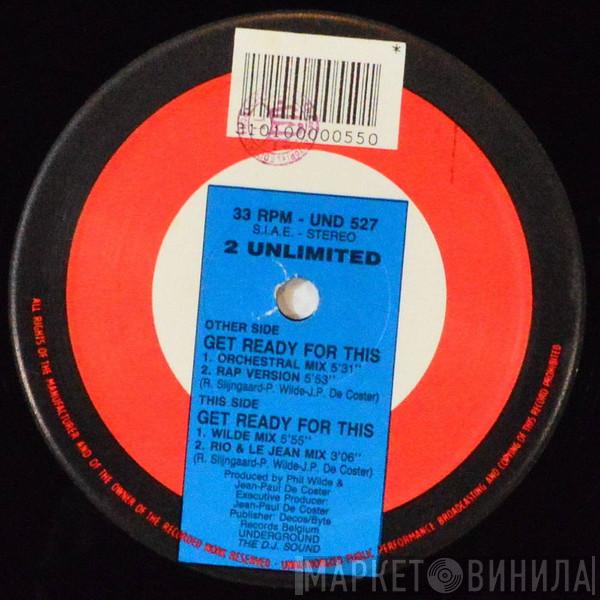 *
310100000550
33 RPM - UND 527
S.I.A.E. - STEREO
2 UNLIMITED
OTHER SIDE
GET READY FOR THIS
1. ORCHESTRAL MIX 5'31"
2. RAP VERSION 5'53"
(R. Slijngaard-P. Wilde-J.P. De Coster)
THIS SIDE
GET READY FOR THIS
1. WILDE MIX 5'55"
2. RIO & LE JEAN MIX 3'06"
(R. Slijngaard-P. Wilde-J.P. De Coster)
Produced by Phil Wilde &
Jean-Paul De Coster
Executive Producer:
Jean-Paul De Coster
Publisher: Decos/Byte
Records Belgium
UNDERGROUND
THE D.J. SOUND
ALL RIGHTS OF THE MANUFACTURER AND OF THE OWNER OF THE RECORDED WORK RESERVED - UNAUTHORISED PUBLIC PERFORMANCE BROADCASTING AND COPYING OF THIS RECORD PROHIBITED
МАРКЕТ ВИНИЛА